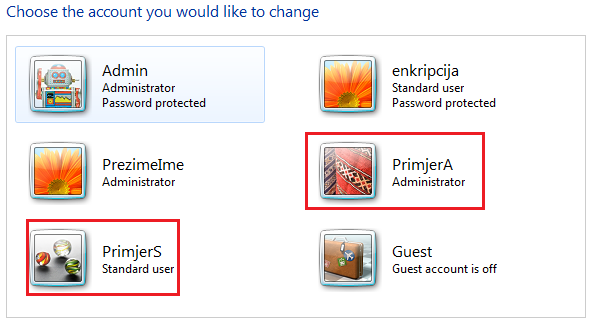 Choose the account you would like to change
Admin
Administrator
Password protected
enkripcija
Standard user
Password protected
PrezimeIme
Administrator
PrimjerA
Administrator
PrimjerS
Standard user
Guest
Guest account is off